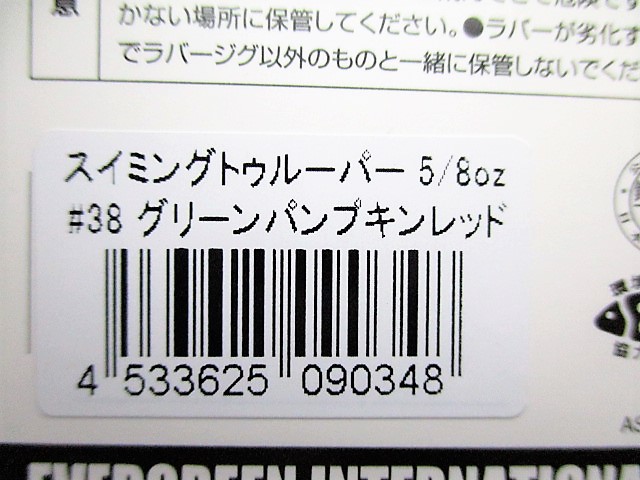 意
かない場所に保管してください。●ラバーが劣化す
でラバージグ以外のものと一緒に保管しないでくだ
スイミングトゥルーパー 5/8oz
#38 グリーンパンプキンレッド
4 533625 090348
EVERGREEN INTERNATIONA